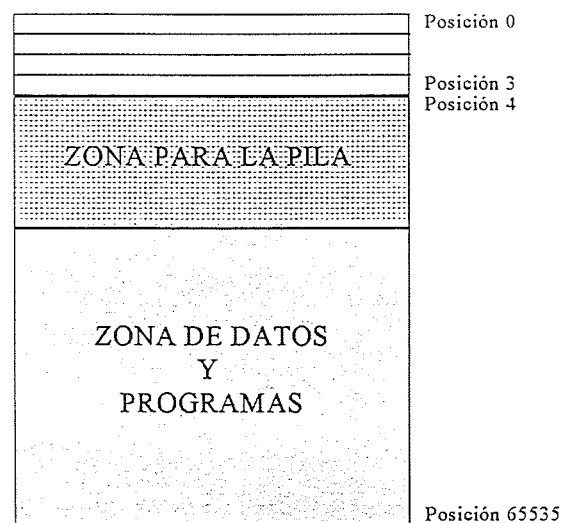 Posición 0
Posición 3
Posición 4
ZONA PARA LA PILA
ZONA DE DATOS
Y
PROGRAMAS
Posición 65535